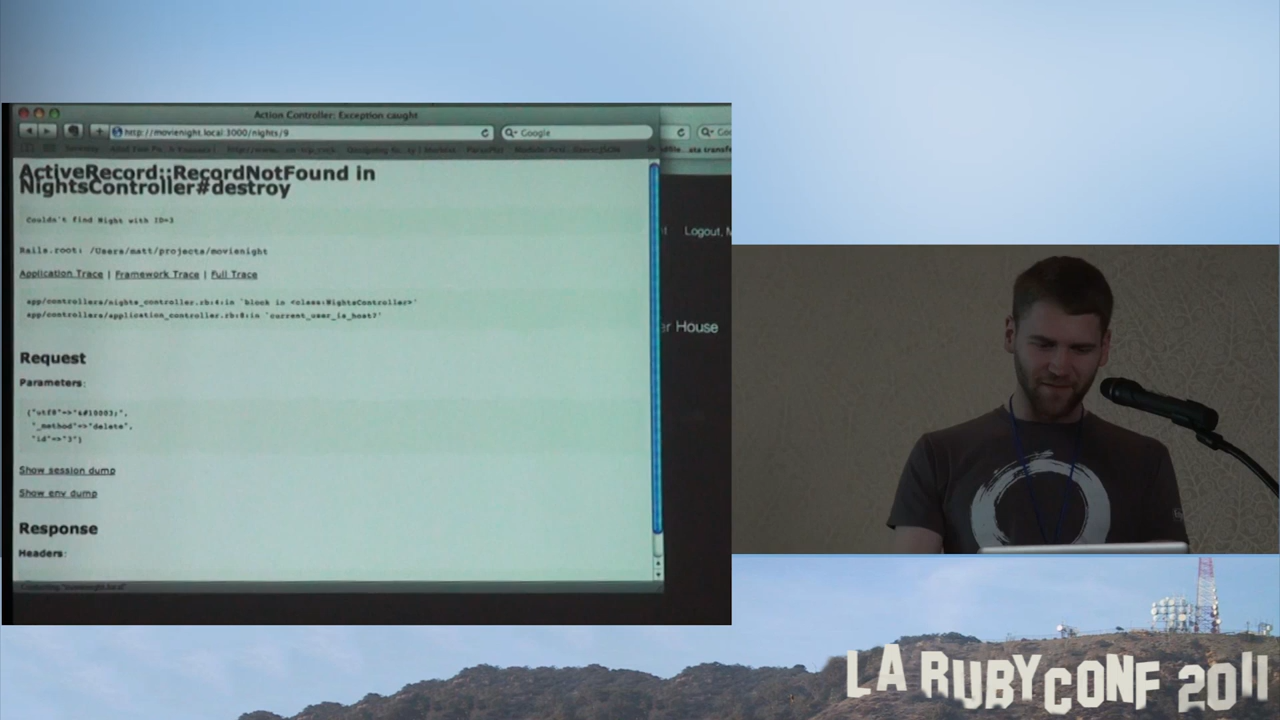 Action Controller: Exception caught
http://movienight.local:3000/nights/9
Google
ActiveRecord::RecordNotFound in
NightsController#destroy
Couldn't find Night with ID=3
Rails.root: /Users/matt/projects/movienight
Application Trace | Framework Trace | Full Trace
app/controllers/nights_controller.rb:4:in `block in <class:NightsController>'
app/controllers/application_controller.rb:8:in `current_user_is_host?'
Request
Parameters:
{"utf8"=>"&#10003;",
"_method"=>"delete",
"id"=>"3"}
Show session dump
Show env dump
Response
Headers:
Logout,
House
LA RUBYCONF 2011